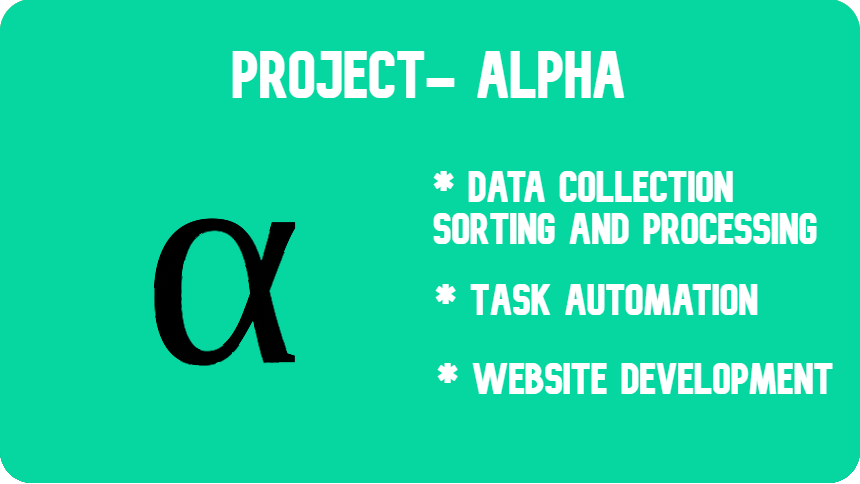 PROJECT- ALPHA
α
* DATA COLLECTION
SORTING AND PROCESSING
* TASK AUTOMATION
* WEBSITE DEVELOPMENT